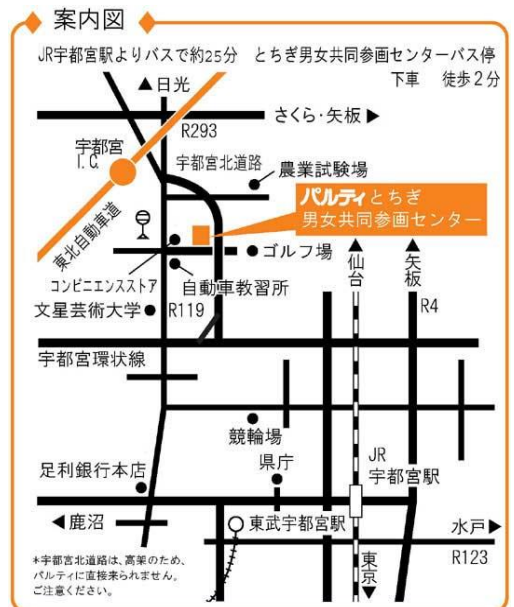 案内図
JR宇都宮駅よりバスで約25分 とちぎ男女共同参画センターバス停
下車 徒歩2分
▲日光
さくら・矢板▶
R293
宇都宮
I.C.
宇都宮北道路
農業試験場
東北自動車道
パルティとちぎ
男女共同参画センター
ゴルフ場
▲仙台
▲矢板
コンビニエンスストア
自動車教習所
文星芸術大学
R119
R4
宇都宮環状線
競輪場
足利銀行本店
県庁
JR
宇都宮駅
◀鹿沼
東武宇都宮駅
水戸▶
R123
東京▼
*宇都宮北道路は、高架のため、
パルティに直接来られません。
ご注意ください。